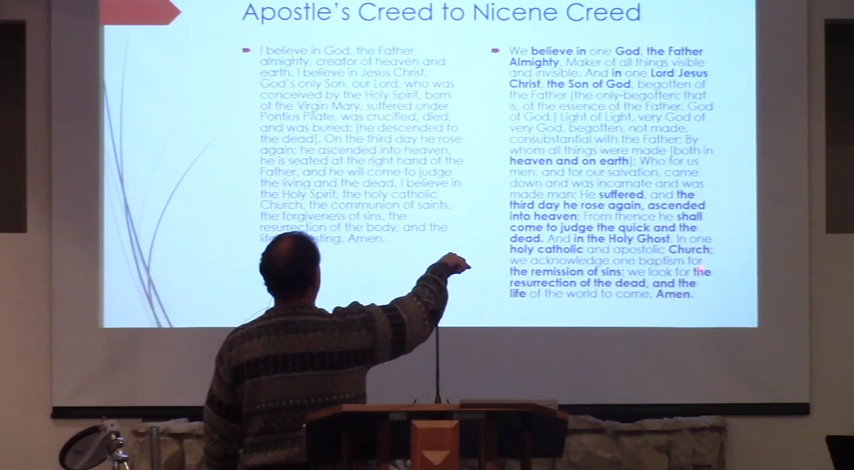 Apostle's Creed to Nicene Creed
I believe in God, the Father
almighty, creator of heaven and
earth. I believe in Jesus Christ,
God's only Son, our Lord, who was
conceived by the Holy Spirit, born
of the Virgin Mary, suffered under
Pontius Pilate, was crucified, died,
and was buried; [he descended to
the dead]. On the third day he rose
again; he ascended into heaven,
he is seated at the right hand of the
Father, and he will come to judge
the living and the dead. I believe in
the Holy Spirit, the holy catholic
Church, the communion of saints,
the forgiveness of sins, the
resurrection of the body, and the
Amen.
We believe in one God, the Father
Almighty, Maker of all things visible
and invisible. And in one Lord Jesus
Christ, the Son of God, begotten of
the Father [the only-begotten; that
is, of the essence of the Father, God
of God,] Light of Light, very God of
very God, begotten, not made,
consubstantial with the Father; By
whom all things were made [both in
heaven and on earth]; Who for us
men, and for our salvation, came
down and was incarnate and was
made man; He suffered, and the
third day he rose again, ascended
into heaven; From thence he shall
come to judge the quick and the
dead. And in the Holy Ghost. In one
holy catholic and apostolic Church;
we acknowledge one baptism for
the remission of sins; we look for the
resurrection of the dead, and the
life of the world to come. Amen.